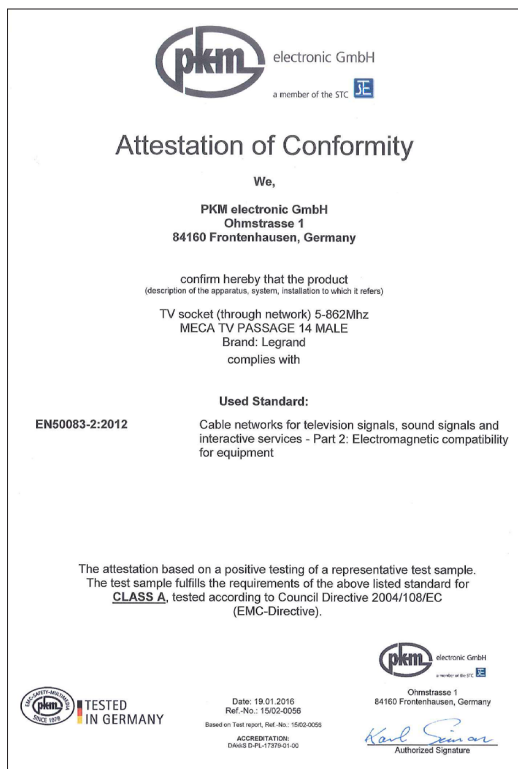 pkm electronic GmbH
a member of the STC
Attestation of Conformity
We,
PKM electronic GmbH
Ohmstrasse 1
84160 Frontenhausen, Germany
confirm hereby that the product
(description of the apparatus, system, installation to which it refers)
TV socket (through network) 5-862Mhz
MECA TV PASSAGE 14 MALE
Brand: Legrand
complies with
Used Standard:
EN50083-2:2012 Cable networks for television signals, sound signals and
interactive services - Part 2: Electromagnetic compatibility
for equipment
The attestation based on a positive testing of a representative test sample.
The test sample fulfills the requirements of the above listed standard for
CLASS A, tested according to Council Directive 2004/108/EC
(EMC-Directive).
EMC-SAFETY-MULTIMEDIA
pkm
SINCE 1978
TESTED
IN GERMANY
Date: 19.01.2016
Ref.-No.: 15/02-0056
Based on Test report, Ref.-No.: 15/02-0056
ACCREDITATION:
DAkkS D-PL-17379-01-00
pkm electronic GmbH
a member of the STC
Ohmstrasse 1
84160 Frontenhausen, Germany
Karl
Authorized Signature